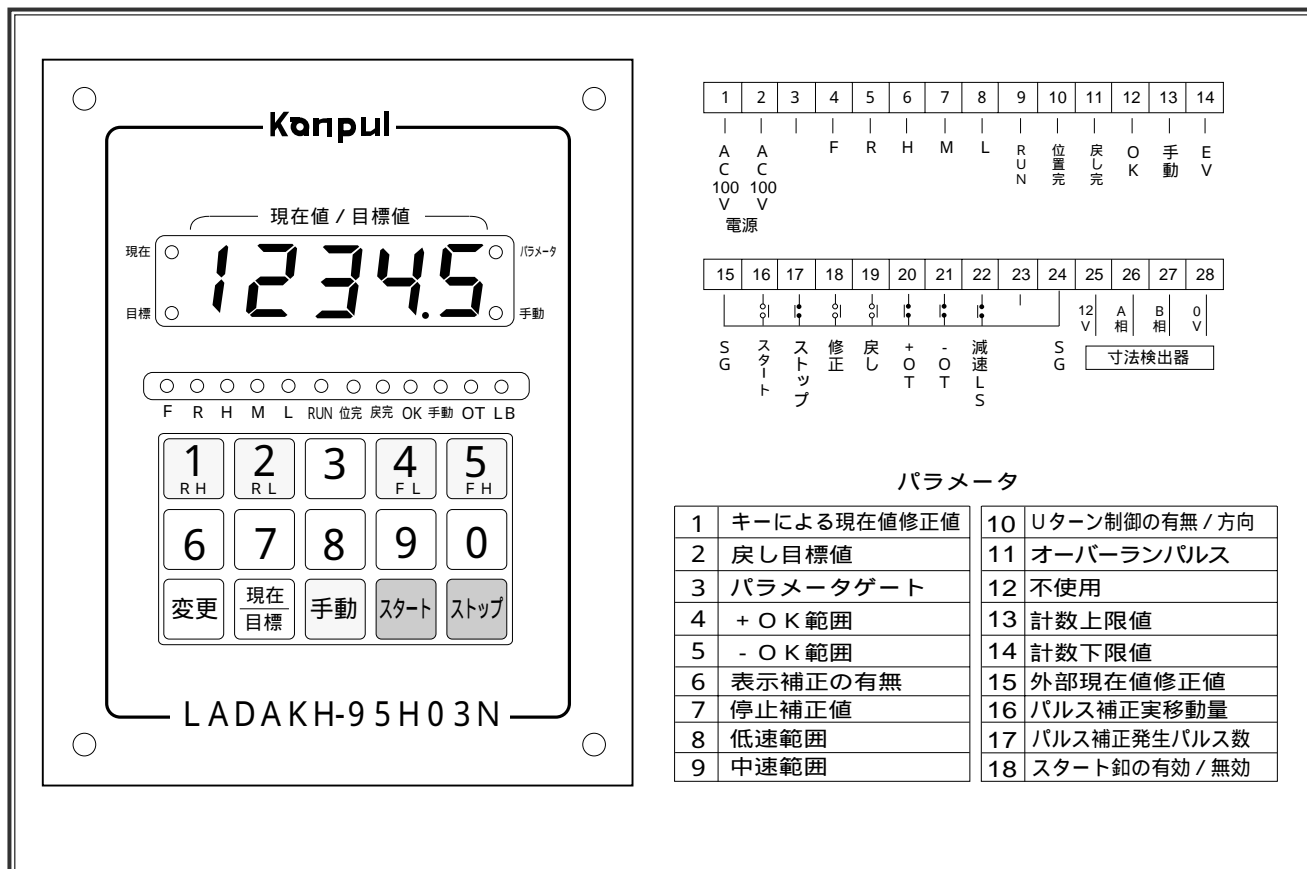 Kanpul
現在値 / 目標値
現在
パラメータ
1234.5
目標
手動
F R H M L RUN 位完 戻完 OK 手動 OT LB
1 2 3 4 5
RH RL FL FH
6 7 8 9 0
変更 現在 手動 スタート ストップ
目標
LADAKH-95H03N
1 2 3 4 5 6 7 8 9 10 11 12 13 14
AC100V AC100V F R H M L RUN 位置完 戻し完 OK 手動 EV
電源
15 16 17 18 19 20 21 22 23 24 25 26 27 28
12V A相 B相 0V
SG スタート ストップ 修正 戻し +OT -OT 減速LS SG
寸法検出器
パラメータ
1 キーによる現在値修正値
2 戻し目標値
3 パラメータゲート
4 +OK範囲
5 -OK範囲
6 表示補正の有無
7 停止補正値
8 低速範囲
9 中速範囲
10 Uターン制御の有無 / 方向
11 オーバーランパルス
12 不使用
13 計数上限値
14 計数下限値
15 外部現在値修正値
16 パルス補正実移動量
17 パルス補正発生パルス数
18 スタート釦の有効 / 無効